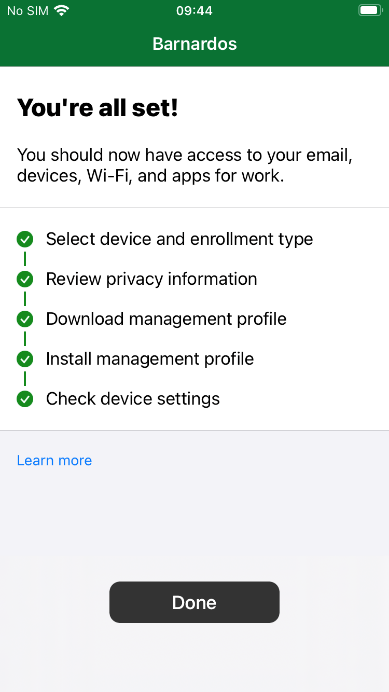 No SIM 09:44
Barnardos
You're all set!
You should now have access to your email,
devices, Wi-Fi, and apps for work.
Select device and enrollment type
Review privacy information
Download management profile
Install management profile
Check device settings
Learn more
Done